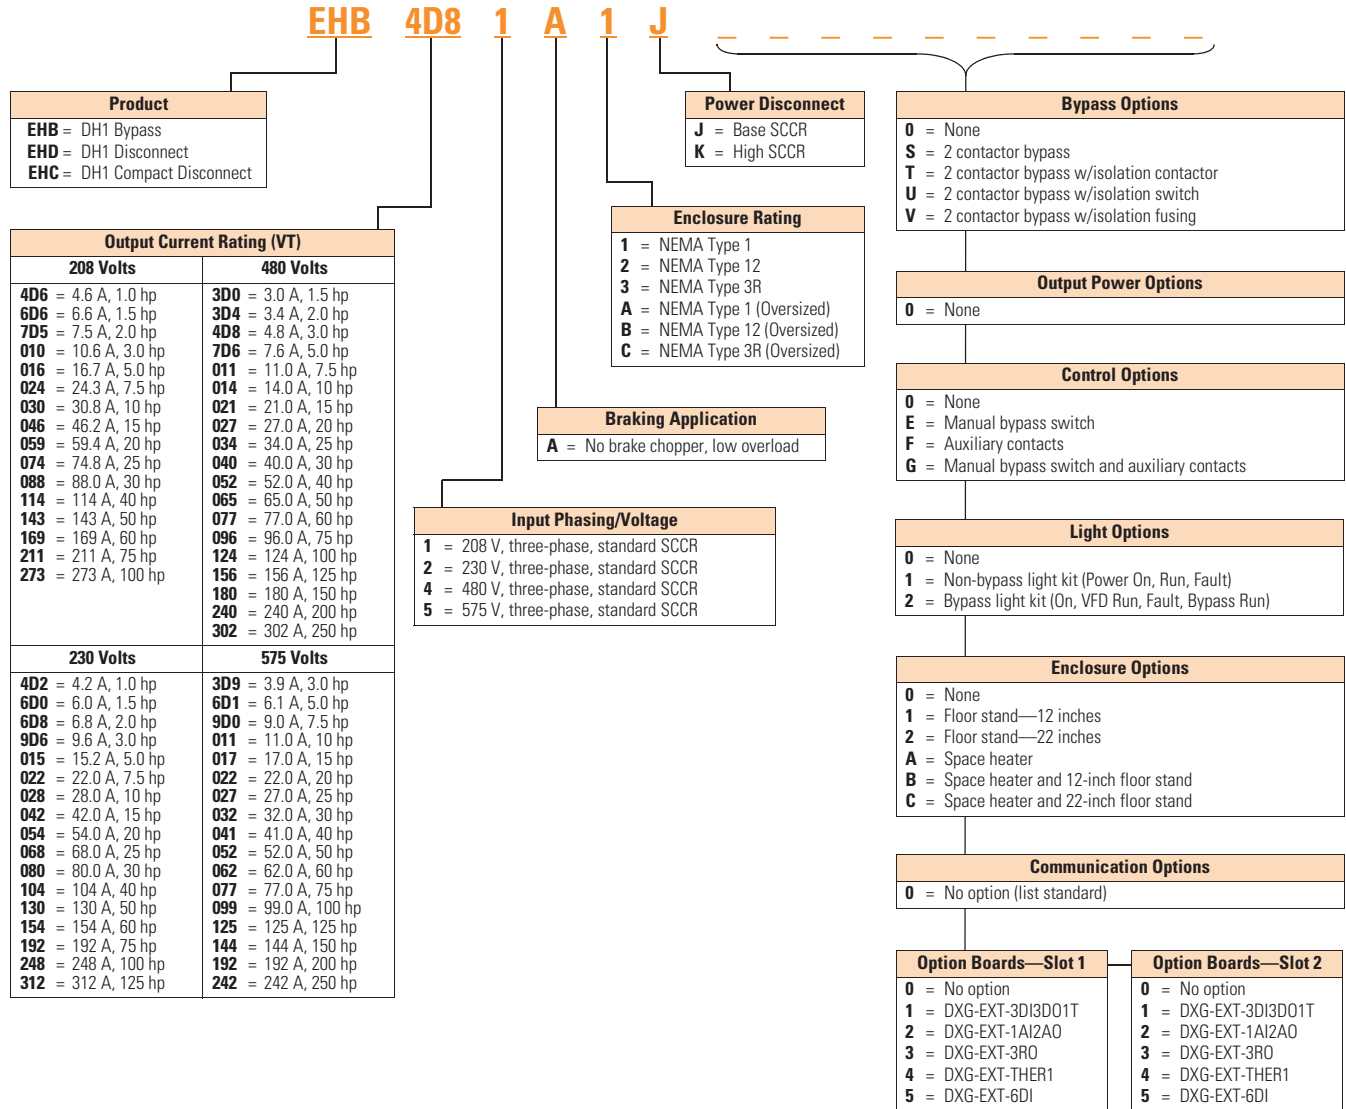 EHB 4D8 1 A 1 J _ _ _ _ _ _ _ _ _ _
Product
EHB = DH1 Bypass
EHD = DH1 Disconnect
EHC = DH1 Compact Disconnect
Output Current Rating (VT)
208 Volts
4D6 = 4.6 A, 1.0 hp
6D6 = 6.6 A, 1.5 hp
7D5 = 7.5 A, 2.0 hp
010 = 10.6 A, 3.0 hp
016 = 16.7 A, 5.0 hp
024 = 24.3 A, 7.5 hp
030 = 30.8 A, 10 hp
046 = 46.2 A, 15 hp
059 = 59.4 A, 20 hp
074 = 74.8 A, 25 hp
088 = 88.0 A, 30 hp
114 = 114 A, 40 hp
143 = 143 A, 50 hp
169 = 169 A, 60 hp
211 = 211 A, 75 hp
273 = 273 A, 100 hp
480 Volts
3D0 = 3.0 A, 1.5 hp
3D4 = 3.4 A, 2.0 hp
4D8 = 4.8 A, 3.0 hp
7D6 = 7.6 A, 5.0 hp
011 = 11.0 A, 7.5 hp
014 = 14.0 A, 10 hp
021 = 21.0 A, 15 hp
027 = 27.0 A, 20 hp
034 = 34.0 A, 25 hp
040 = 40.0 A, 30 hp
052 = 52.0 A, 40 hp
065 = 65.0 A, 50 hp
077 = 77.0 A, 60 hp
096 = 96.0 A, 75 hp
124 = 124 A, 100 hp
156 = 156 A, 125 hp
180 = 180 A, 150 hp
240 = 240 A, 200 hp
302 = 302 A, 250 hp
230 Volts
4D2 = 4.2 A, 1.0 hp
6D0 = 6.0 A, 1.5 hp
6D8 = 6.8 A, 2.0 hp
9D6 = 9.6 A, 3.0 hp
015 = 15.2 A, 5.0 hp
022 = 22.0 A, 7.5 hp
028 = 28.0 A, 10 hp
042 = 42.0 A, 15 hp
054 = 54.0 A, 20 hp
068 = 68.0 A, 25 hp
080 = 80.0 A, 30 hp
104 = 104 A, 40 hp
130 = 130 A, 50 hp
154 = 154 A, 60 hp
192 = 192 A, 75 hp
248 = 248 A, 100 hp
312 = 312 A, 125 hp
575 Volts
3D9 = 3.9 A, 3.0 hp
6D1 = 6.1 A, 5.0 hp
9D0 = 9.0 A, 7.5 hp
011 = 11.0 A, 10 hp
017 = 17.0 A, 15 hp
022 = 22.0 A, 20 hp
027 = 27.0 A, 25 hp
032 = 32.0 A, 30 hp
041 = 41.0 A, 40 hp
052 = 52.0 A, 50 hp
062 = 62.0 A, 60 hp
077 = 77.0 A, 75 hp
099 = 99.0 A, 100 hp
125 = 125 A, 125 hp
144 = 144 A, 150 hp
192 = 192 A, 200 hp
242 = 242 A, 250 hp
Input Phasing/Voltage
1 = 208 V, three-phase, standard SCCR
2 = 230 V, three-phase, standard SCCR
4 = 480 V, three-phase, standard SCCR
5 = 575 V, three-phase, standard SCCR
Braking Application
A = No brake chopper, low overload
Enclosure Rating
1 = NEMA Type 1
2 = NEMA Type 12
3 = NEMA Type 3R
A = NEMA Type 1 (Oversized)
B = NEMA Type 12 (Oversized)
C = NEMA Type 3R (Oversized)
Power Disconnect
J = Base SCCR
K = High SCCR
Bypass Options
0 = None
S = 2 contactor bypass
T = 2 contactor bypass w/isolation contactor
U = 2 contactor bypass w/isolation switch
V = 2 contactor bypass w/isolation fusing
Output Power Options
0 = None
Control Options
0 = None
E = Manual bypass switch
F = Auxiliary contacts
G = Manual bypass switch and auxiliary contacts
Light Options
0 = None
1 = Non-bypass light kit (Power On, Run, Fault)
2 = Bypass light kit (On, VFD Run, Fault, Bypass Run)
Enclosure Options
0 = None
1 = Floor stand—12 inches
2 = Floor stand—22 inches
A = Space heater
B = Space heater and 12-inch floor stand
C = Space heater and 22-inch floor stand
Communication Options
0 = No option (list standard)
Option Boards—Slot 1
0 = No option
1 = DXG-EXT-3DI3DO1T
2 = DXG-EXT-1AI2AO
3 = DXG-EXT-3RO
4 = DXG-EXT-THER1
5 = DXG-EXT-6DI
Option Boards—Slot 2
0 = No option
1 = DXG-EXT-3DI3DO1T
2 = DXG-EXT-1AI2AO
3 = DXG-EXT-3RO
4 = DXG-EXT-THER1
5 = DXG-EXT-6DI